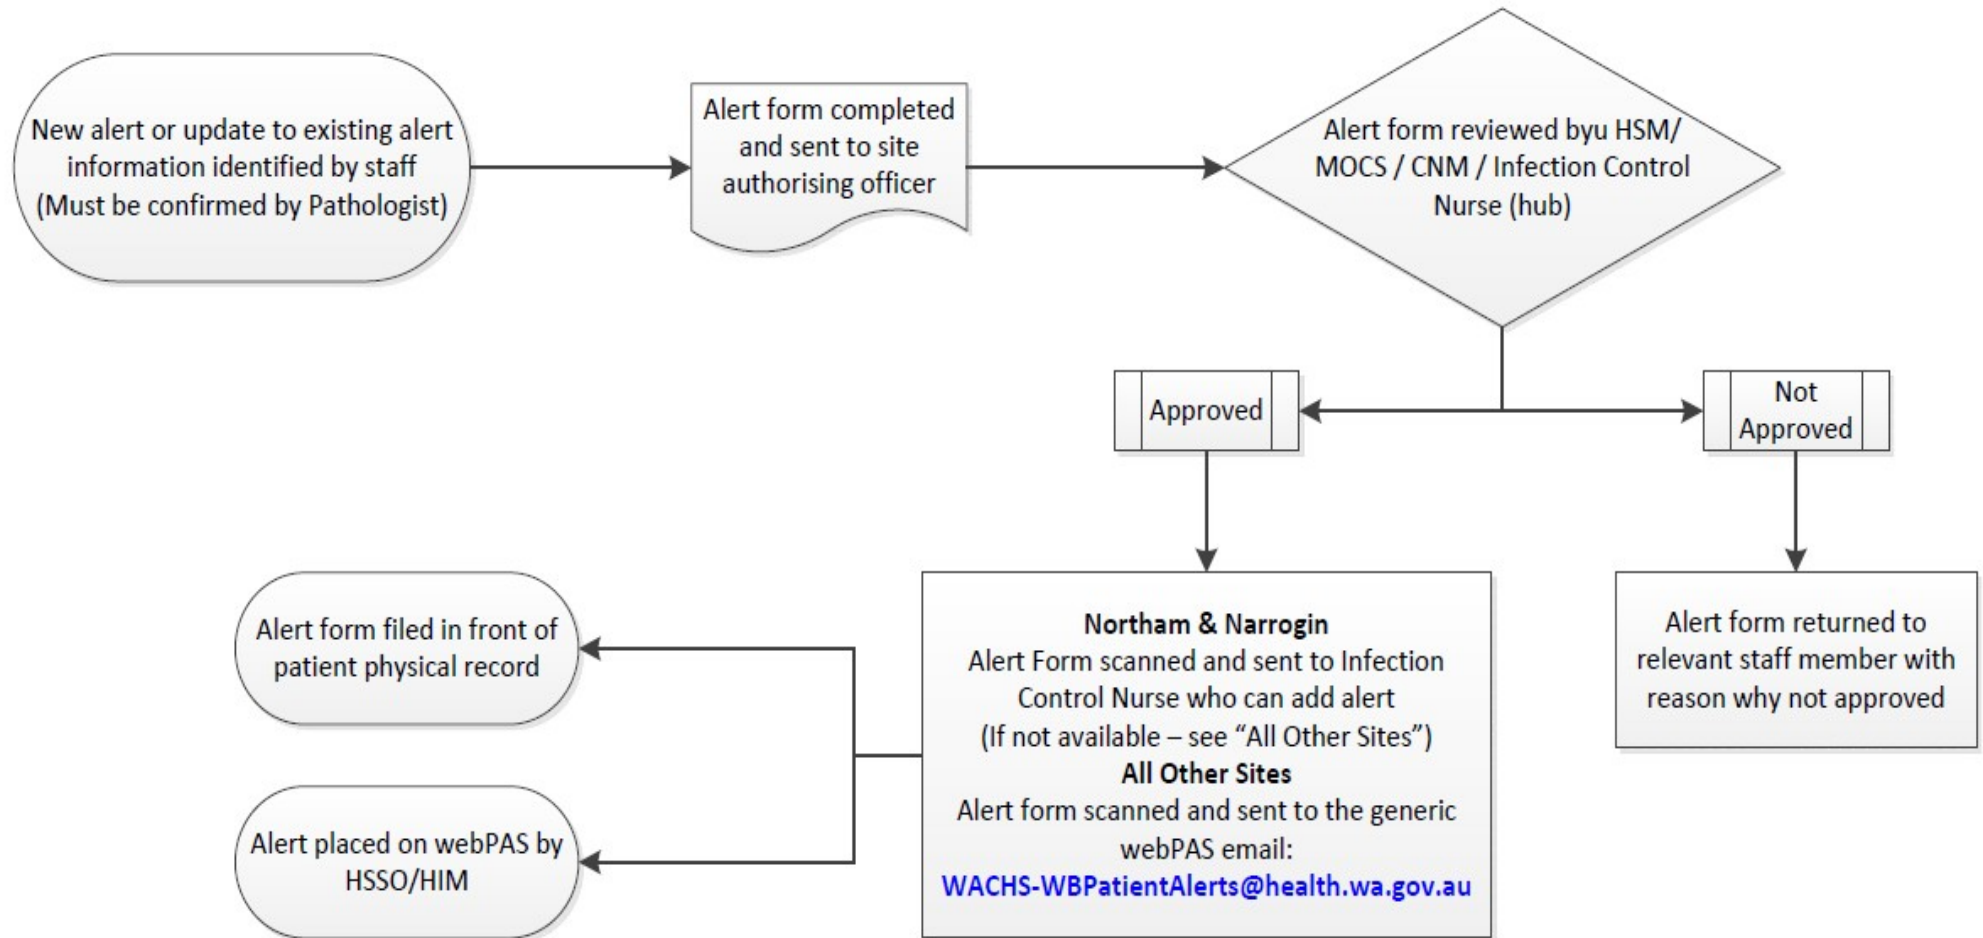 New alert or update to existing alert
information identified by staff
(Must be confirmed by Pathologist)
Alert form completed
and sent to site
authorising officer
Alert form reviewed byu HSM/
MOCS / CNM / Infection Control
Nurse (hub)
Approved
Not
Approved
Northam & Narrogin
Alert Form scanned and sent to Infection
Control Nurse who can add alert
(If not available – see “All Other Sites”)
All Other Sites
Alert form scanned and sent to the generic
webPAS email:
WACHS-WBPatientAlerts@health.wa.gov.au
Alert form returned to
relevant staff member with
reason why not approved
Alert form filed in front of
patient physical record
Alert placed on webPAS by
HSSO/HIM